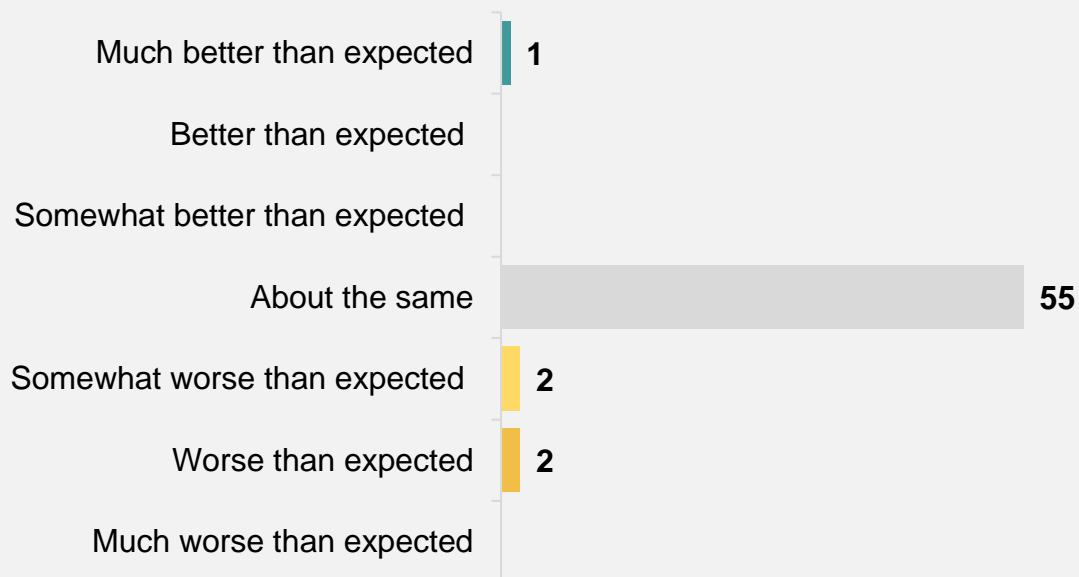 Much better than expected 1
Better than expected
Somewhat better than expected
About the same 55
Somewhat worse than expected 2
Worse than expected 2
Much worse than expected